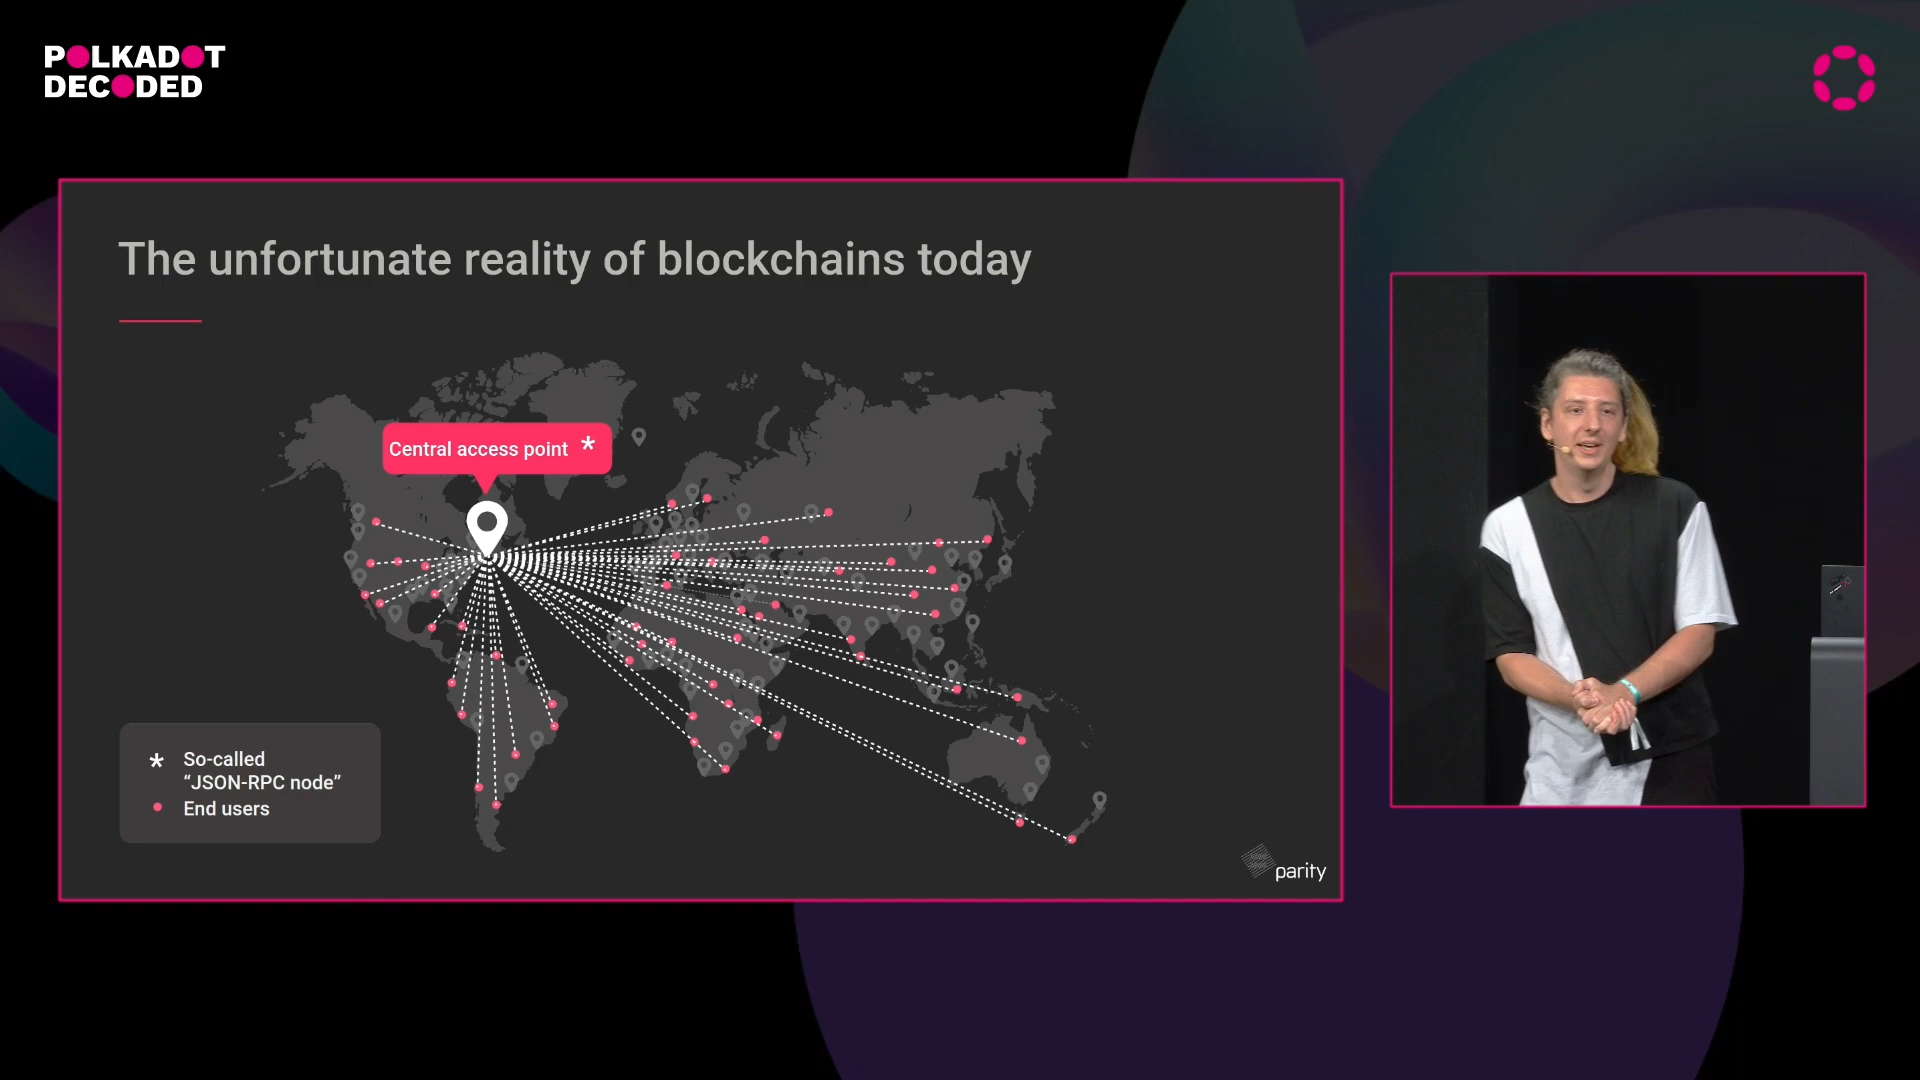 POLKADOT
DECODED
The unfortunate reality of blockchains today
Central access point *
* So-called
“JSON-RPC node”
End users
parity